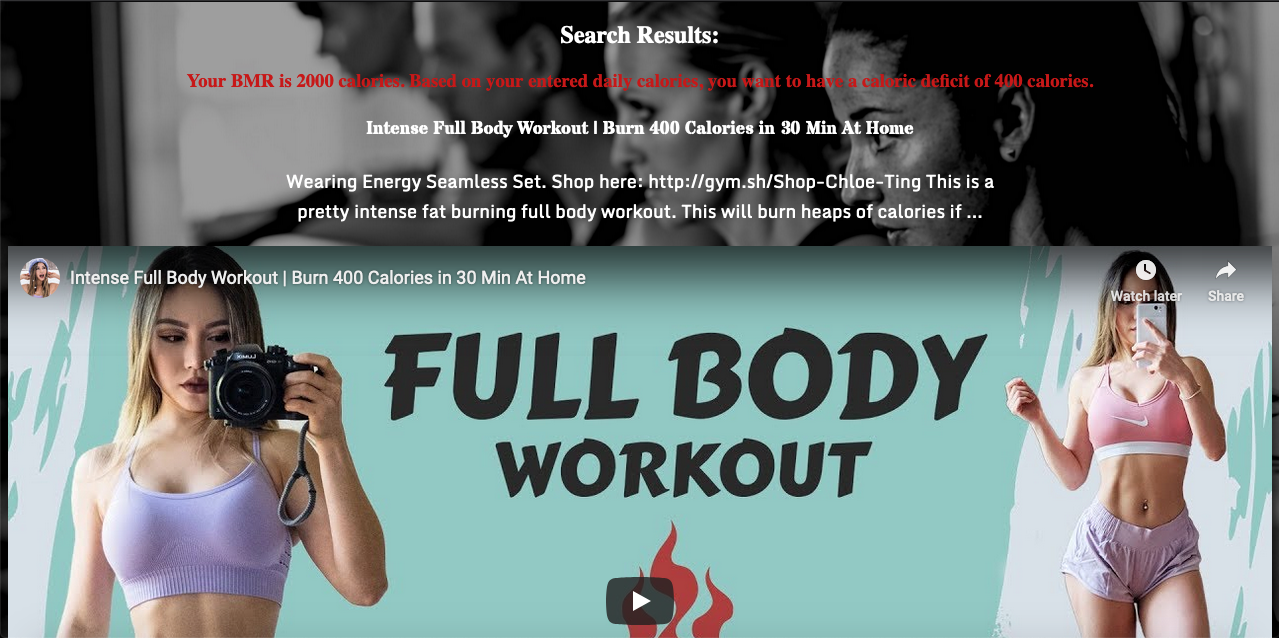 Search Results:
Your BMR is 2000 calories. Based on your entered daily calories, you want to have a caloric deficit of 400 calories.
Intense Full Body Workout | Burn 400 Calories in 30 Min At Home
Wearing Energy Seamless Set. Shop here: http://gym.sh/Shop-Chloe-Ting This is a
pretty intense fat burning full body workout. This will burn heaps of calories if ...
Intense Full Body Workout | Burn 400 Calories in 30 Min At Home
Watch later
Share
FULL BODY
WORKOUT